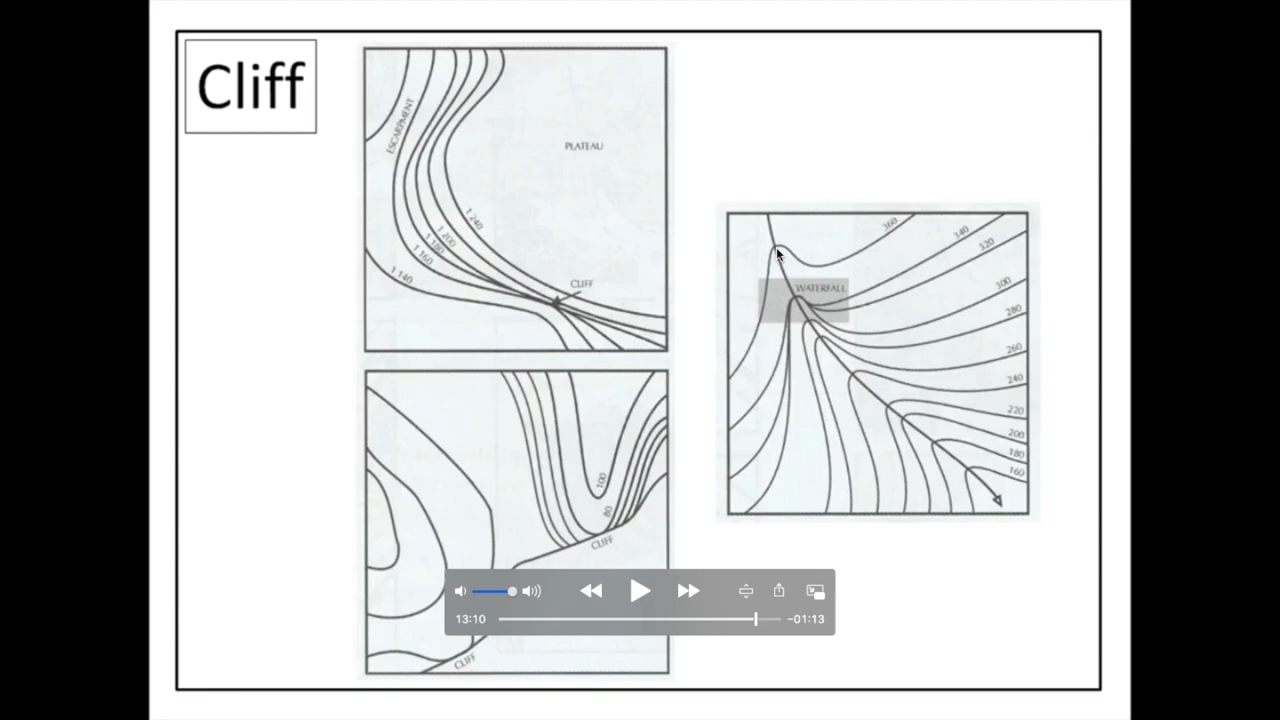 Cliff
ESCARPMENT
PLATEAU
1 240
1 200
1 180
1 160
1 140
CLIFF
100
80
CLIFF
CLIFF
360
340
320
WATERFALL
300
280
260
240
220
200
180
160
13:10
-01:13